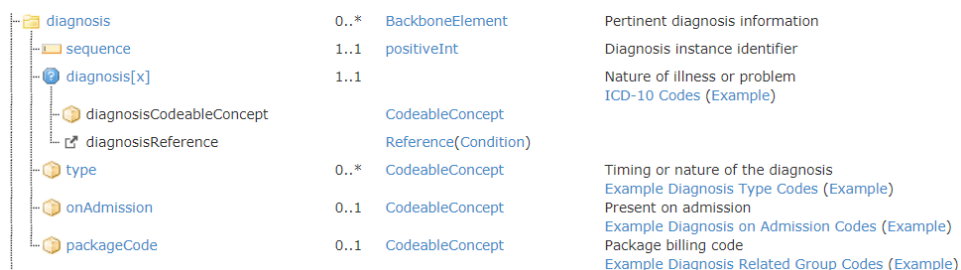 diagnosis 0..* BackboneElement Pertinent diagnosis information
sequence 1..1 positiveInt Diagnosis instance identifier
diagnosis[x] 1..1 Nature of illness or problem
ICD-10 Codes (Example)
diagnosisCodeableConcept CodeableConcept
diagnosisReference Reference(Condition)
type 0..* CodeableConcept Timing or nature of the diagnosis
Example Diagnosis Type Codes (Example)
onAdmission 0..1 CodeableConcept Present on admission
Example Diagnosis on Admission Codes (Example)
packageCode 0..1 CodeableConcept Package billing code
Example Diagnosis Related Group Codes (Example)